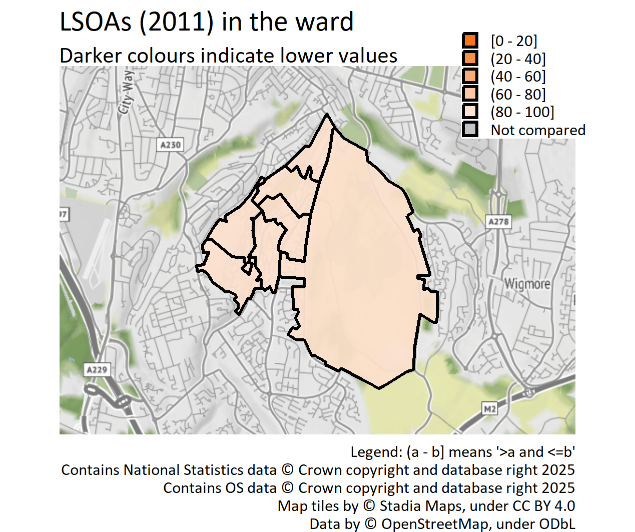 LSOAs (2011) in the ward
Darker colours indicate lower values
[0 - 20]
(20 - 40]
(40 - 60]
(60 - 80]
(80 - 100]
Not compared
City Way
A230
A278
Wigmore
A229
M2
Legend: (a - b] means '>a and <=b'
Contains National Statistics data © Crown copyright and database right 2025
Contains OS data © Crown copyright and database right 2025
Map tiles by © Stadia Maps, under CC BY 4.0
Data by © OpenStreetMap, under ODbL